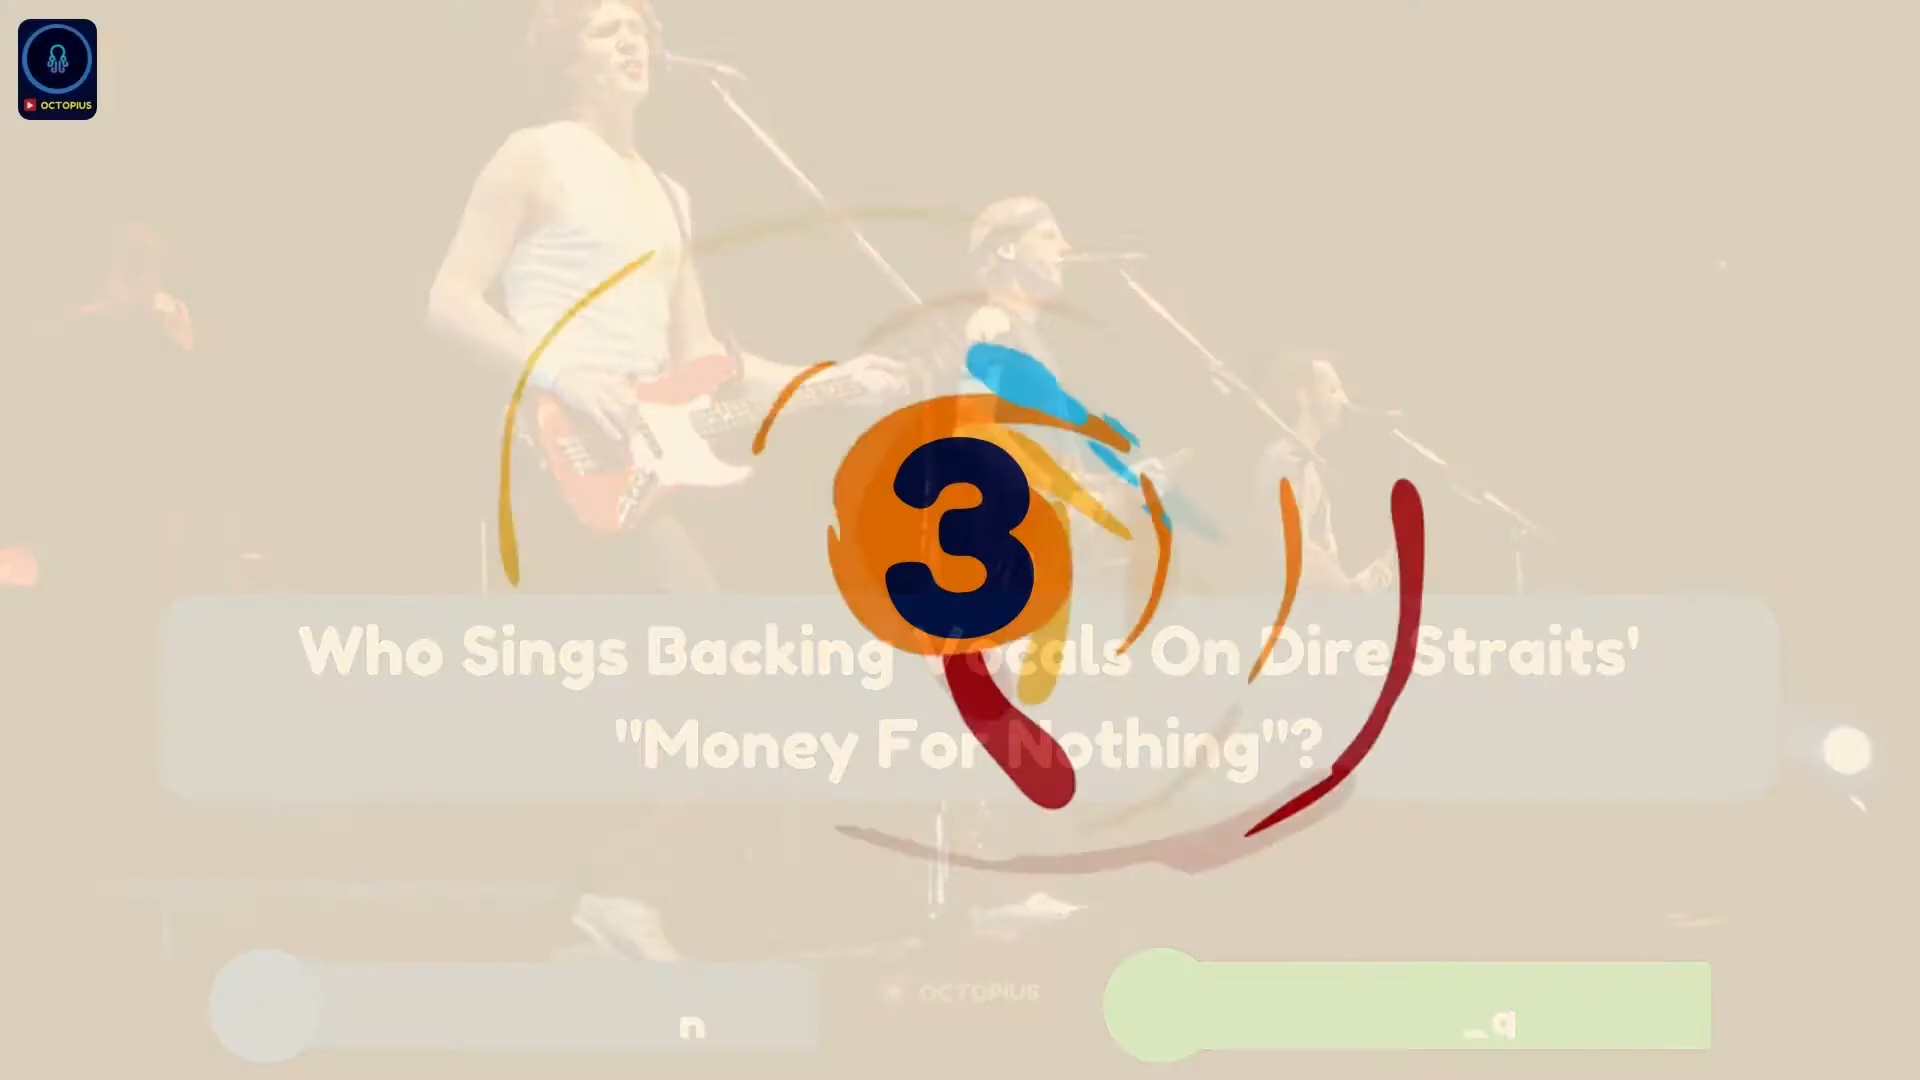 OCTOPIUS
3
Who Sings Backing Vocals On Dire Straits'
"Money For Nothing"?
OCTOPIUS
n